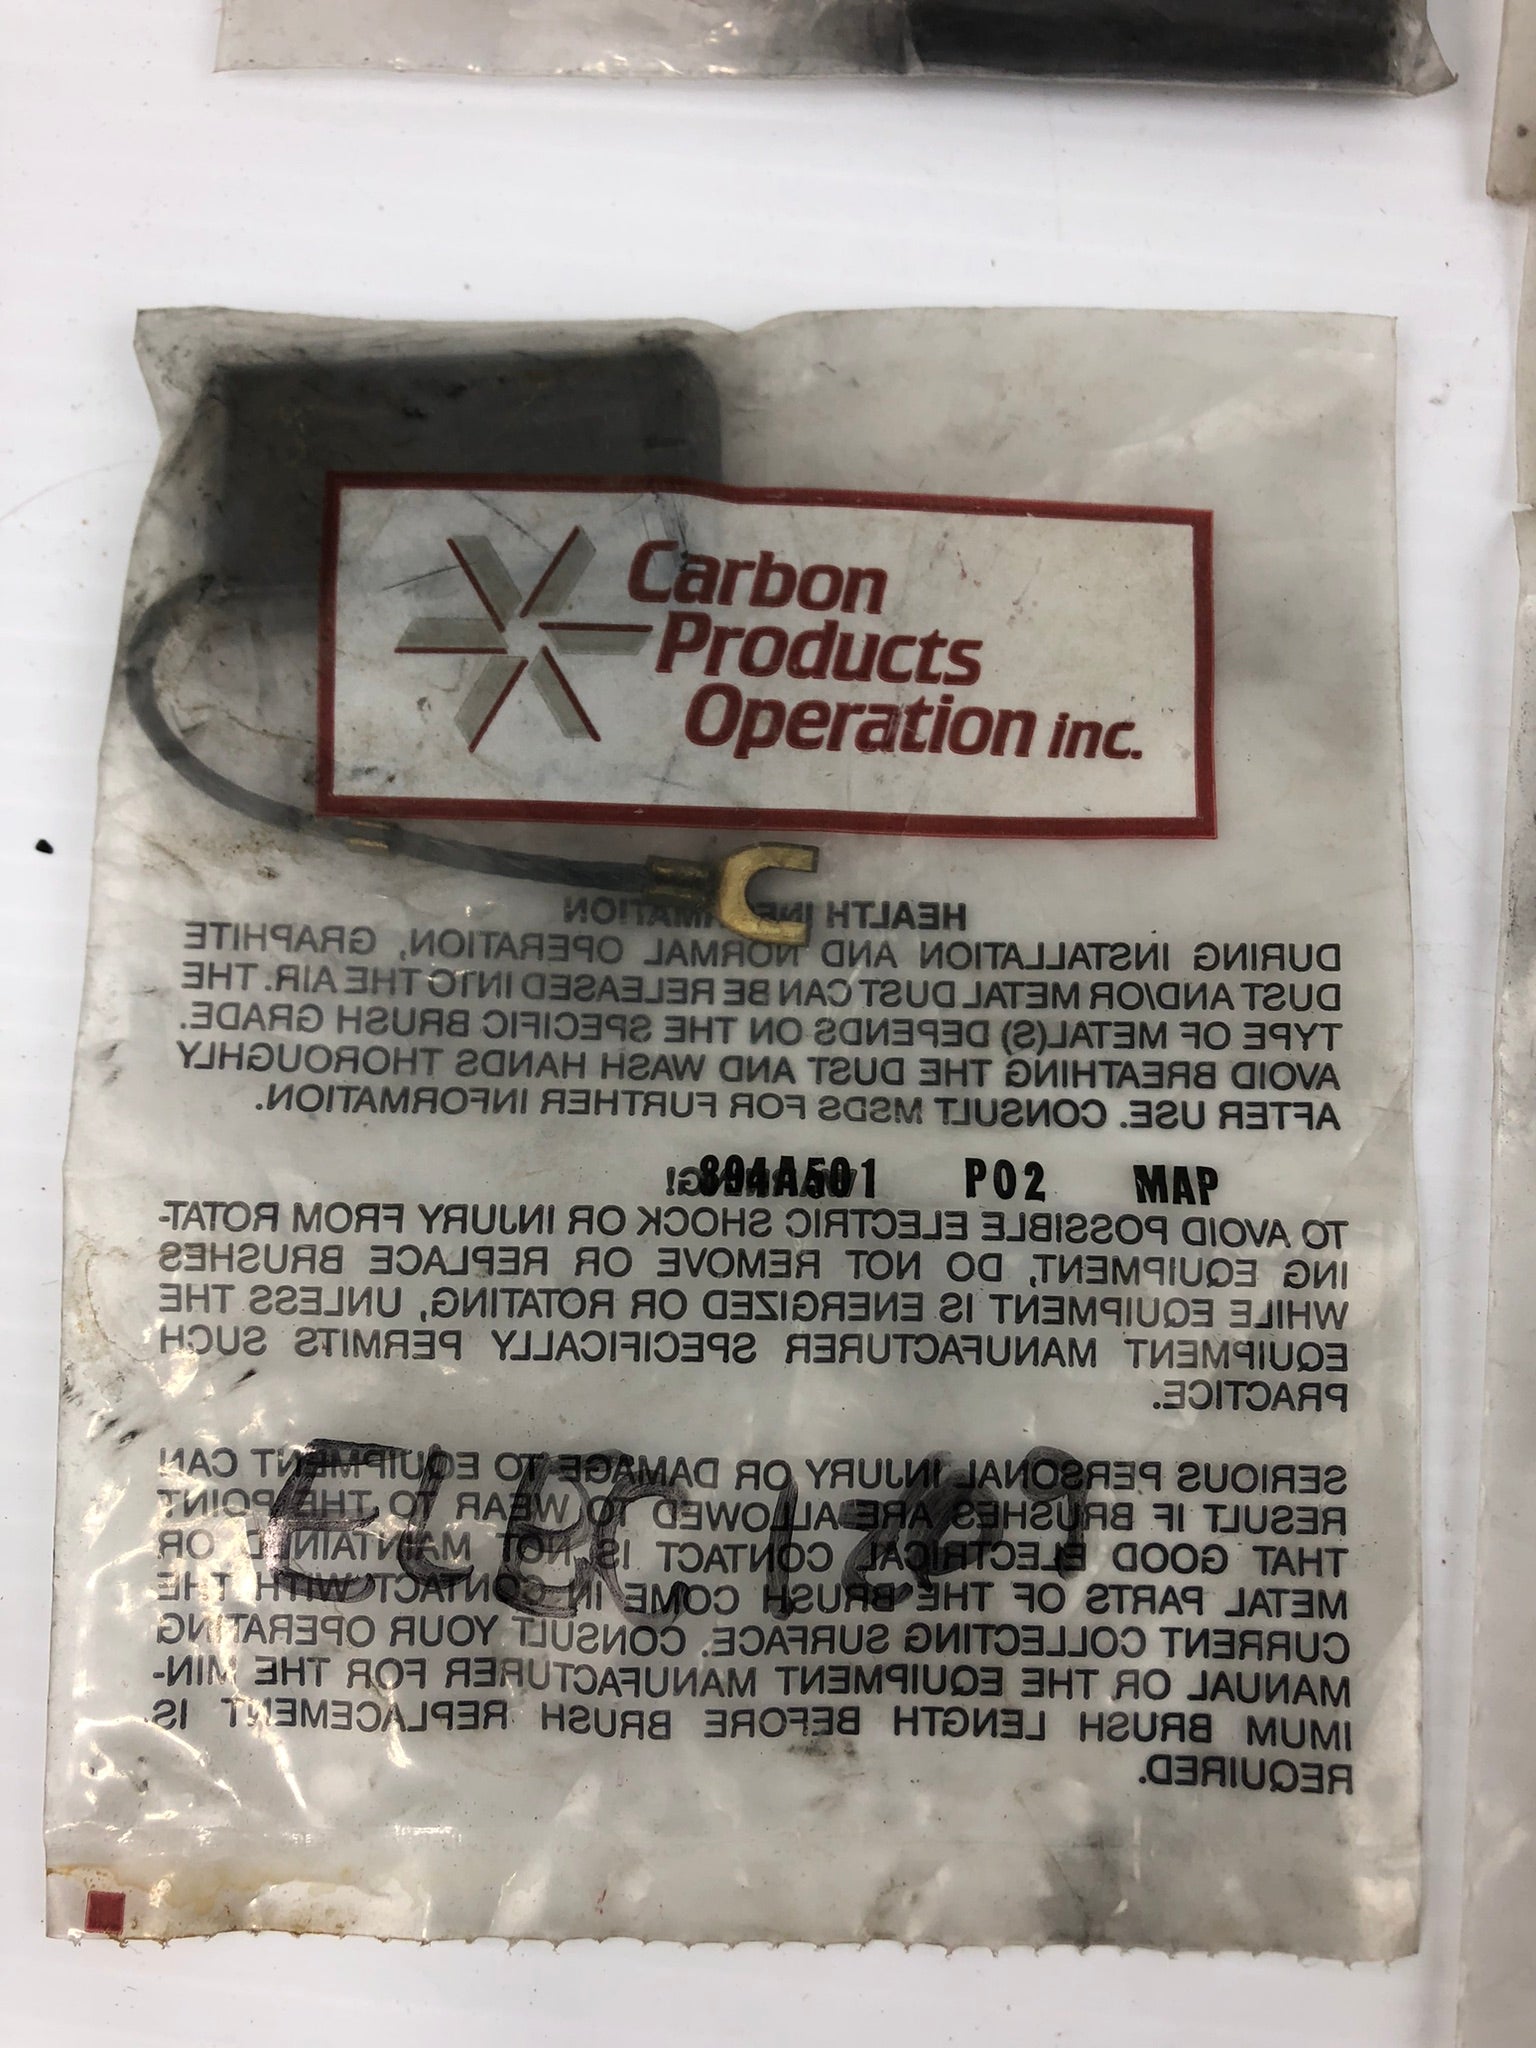 Carbon
Products
Operation inc.
HEALTH INFORMATION
DURING INSTALLATION AND NORMAL OPERATION, GRAPHITE
DUST AND/OR METAL DUST CAN BE RELEASED INTO THE AIR. THE
TYPE OF METAL(S) DEPENDS ON THE SPECIFIC BRUSH GRADE.
AVOID BREATHING THE DUST AND WASH HANDS THOROUGHLY
AFTER USE. CONSULT MSDS FOR FURTHER INFORMATION.
894A501 P02 MAP
WARNING!
TO AVOID POSSIBLE ELECTRIC SHOCK OR INJURY FROM ROTAT-
ING EQUIPMENT, DO NOT REMOVE OR REPLACE BRUSHES
WHILE EQUIPMENT IS ENERGIZED OR ROTATING, UNLESS THE
EQUIPMENT MANUFACTURER SPECIFICALLY PERMITS SUCH
PRACTICE.
SERIOUS PERSONAL INJURY OR DAMAGE TO EQUIPMENT CAN
RESULT IF BRUSHES ARE ALLOWED TO WEAR TO THE POINT
THAT GOOD ELECTRICAL CONTACT IS NOT MAINTAINED OR
METAL PARTS OF THE BRUSH COME IN CONTACT WITH THE
CURRENT COLLECTING SURFACE. CONSULT YOUR OPERATING
MANUAL OR THE EQUIPMENT MANUFACTURER FOR THE MIN-
IMUM BRUSH LENGTH BEFORE BRUSH REPLACEMENT IS
REQUIRED.